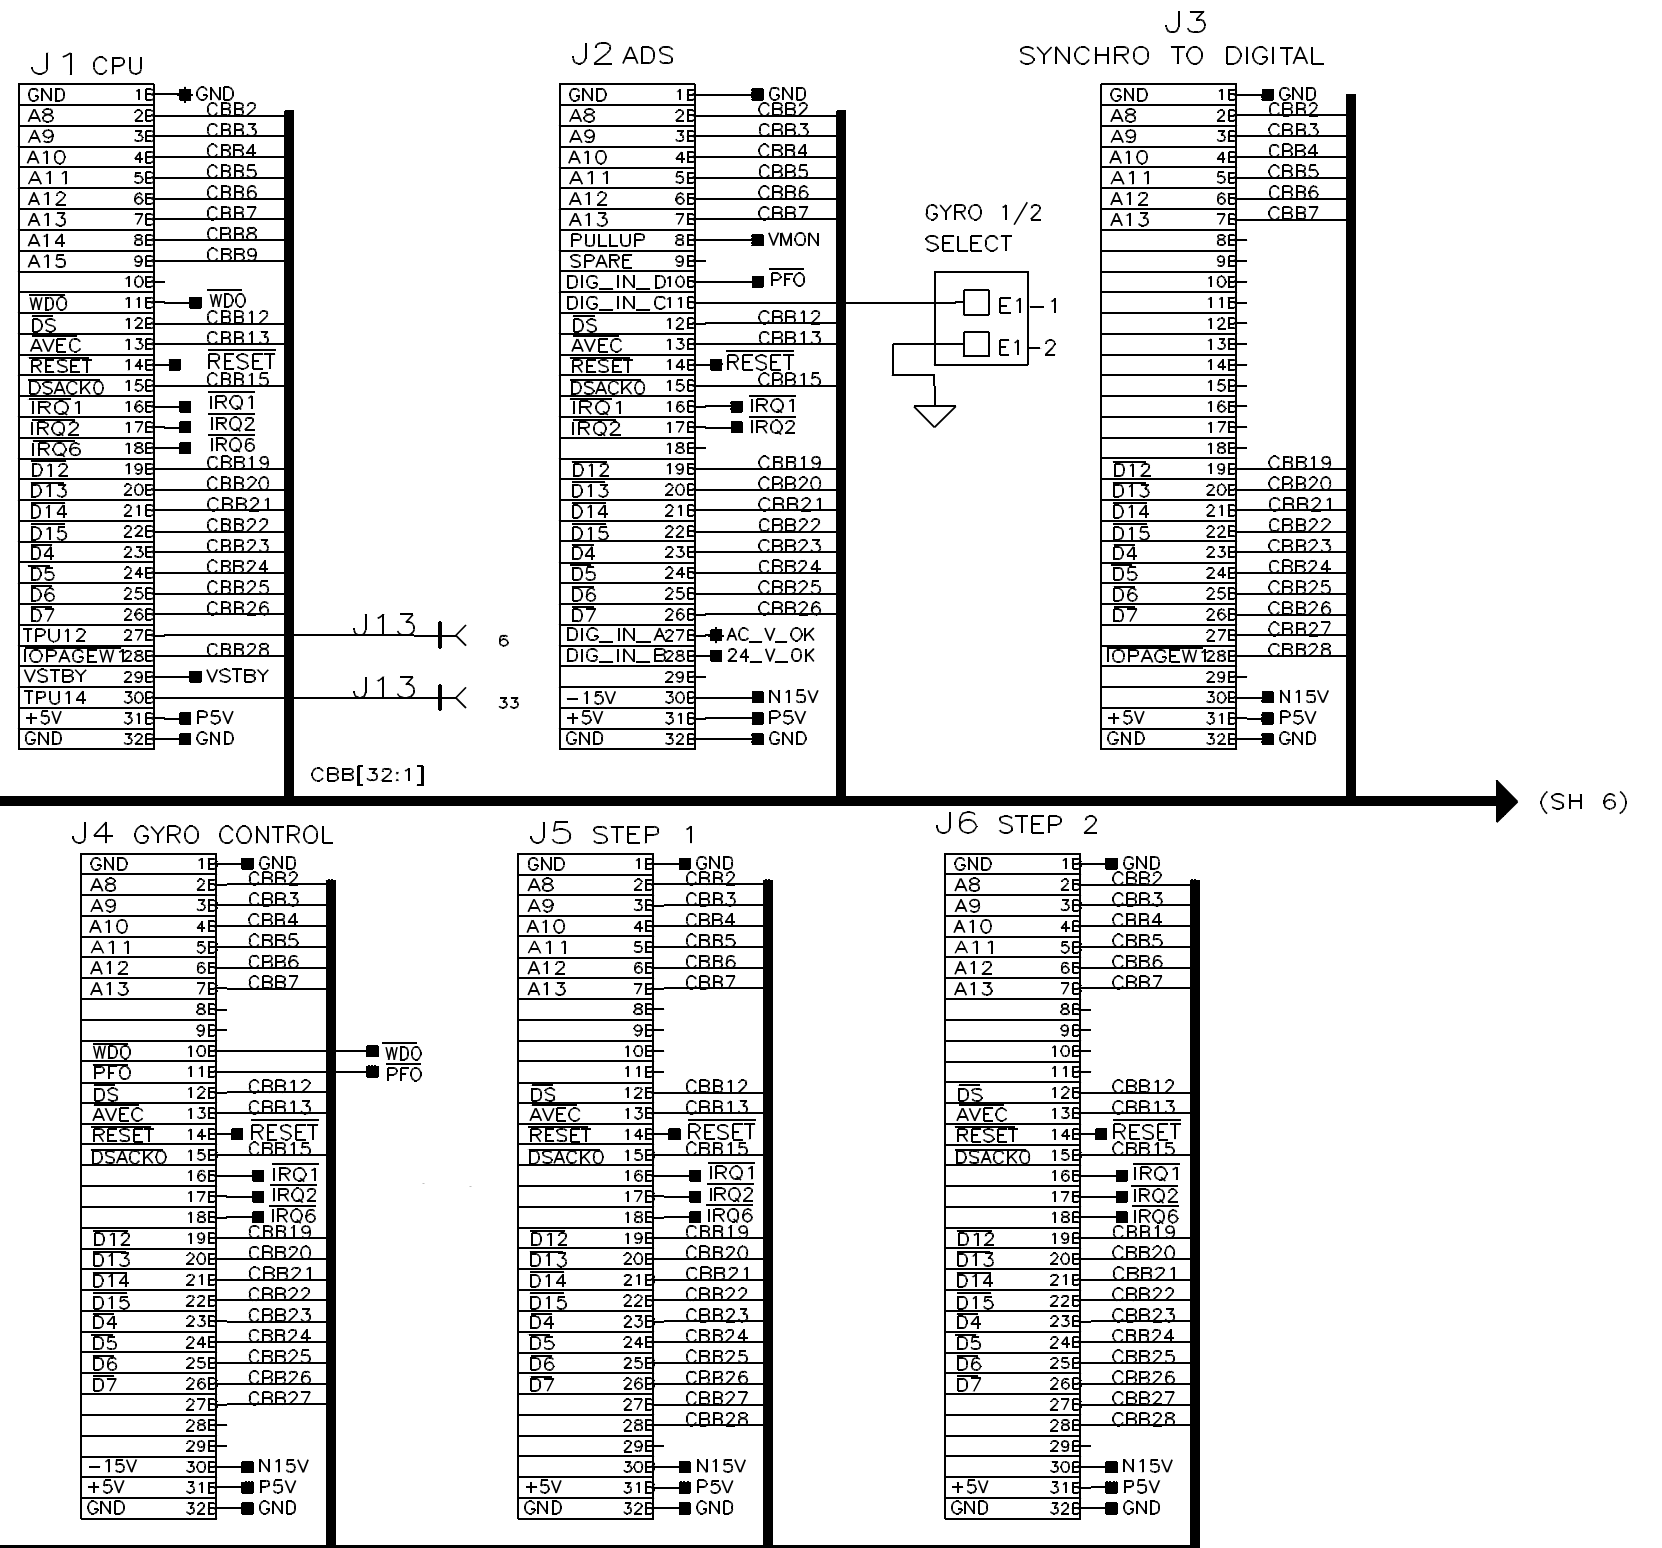 J1 CPU
GND 1 GND
A8 2 CBB2
A9 3 CBB3
A10 4 CBB4
A11 5 CBB5
A12 6 CBB6
A13 7 CBB7
A14 8 CBB8
A15 9 CBB9
10
WDO 11 WDO
DS 12 CBB12
AVEC 13 CBB13
RESET 14 RESET
DSACK0 15 CBB15
IRQ1 16 IRQ1
IRQ2 17 IRQ2
IRQ6 18 IRQ6
D12 19 CBB19
D13 20 CBB20
D14 21 CBB21
D15 22 CBB22
D4 23 CBB23
D5 24 CBB24
D6 25 CBB25
D7 26 CBB26
TPU12 27 J13 6
IOPAGEW1 28 CBB28
VSTBY 29 VSTBY
TPU14 30 J13 33
+5V 31 P5V
GND 32 GND
CBB[32:1]
J2 ADS
GND 1 GND
A8 2 CBB2
A9 3 CBB3
A10 4 CBB4
A11 5 CBB5
A12 6 CBB6
A13 7 CBB7
PULLUP 8 VMON
SPARE 9
DIG_IN_D 10 PFO
DIG_IN_C 11
DS 12 CBB12
AVEC 13 CBB13
RESET 14 RESET
DSACK0 15 CBB15
IRQ1 16 IRQ1
IRQ2 17 IRQ2
18
D12 19 CBB19
D13 20 CBB20
D14 21 CBB21
D15 22 CBB22
D4 23 CBB23
D5 24 CBB24
D6 25 CBB25
D7 26 CBB26
DIG_IN_A 27 AC_V_OK
DIG_IN_B 28 24_V_OK
29
-15V 30 N15V
+5V 31 P5V
GND 32 GND
GYRO 1/2
SELECT
E1-1
E1-2
J3
SYNCHRO TO DIGITAL
GND 1 GND
A8 2 CBB2
A9 3 CBB3
A10 4 CBB4
A11 5 CBB5
A12 6 CBB6
A13 7 CBB7
8
9
10
11
12
13
14
15
16
17
18
D12 19 CBB19
D13 20 CBB20
D14 21 CBB21
D15 22 CBB22
D4 23 CBB23
D5 24 CBB24
D6 25 CBB25
D7 26 CBB26
27 CBB27
IOPAGEW1 28 CBB28
29
30 N15V
+5V 31 P5V
GND 32 GND
(SH 6)
J4 GYRO CONTROL
GND 1 GND
A8 2 CBB2
A9 3 CBB3
A10 4 CBB4
A11 5 CBB5
A12 6 CBB6
A13 7 CBB7
8
9
WDO 10 WDO
PFO 11 PFO
DS 12 CBB12
AVEC 13 CBB13
RESET 14 RESET
DSACK0 15 CBB15
16 IRQ1
17 IRQ2
18 IRQ6
D12 19 CBB19
D13 20 CBB20
D14 21 CBB21
D15 22 CBB22
D4 23 CBB23
D5 24 CBB24
D6 25 CBB25
D7 26 CBB26
27 CBB27
28
29
-15V 30 N15V
+5V 31 P5V
GND 32 GND
J5 STEP 1
GND 1 GND
A8 2 CBB2
A9 3 CBB3
A10 4 CBB4
A11 5 CBB5
A12 6 CBB6
A13 7 CBB7
8
9
10
11
DS 12 CBB12
AVEC 13 CBB13
RESET 14 RESET
DSACK0 15 CBB15
16 IRQ1
17 IRQ2
18 IRQ6
D12 19 CBB19
D13 20 CBB20
D14 21 CBB21
D15 22 CBB22
D4 23 CBB23
D5 24 CBB24
D6 25 CBB25
D7 26 CBB26
27 CBB27
28 CBB28
29
30 N15V
+5V 31 P5V
GND 32 GND
J6 STEP 2
GND 1 GND
A8 2 CBB2
A9 3 CBB3
A10 4 CBB4
A11 5 CBB5
A12 6 CBB6
A13 7 CBB7
8
9
10
11
DS 12 CBB12
AVEC 13 CBB13
RESET 14 RESET
DSACK0 15 CBB15
16 IRQ1
17 IRQ2
18 IRQ6
D12 19 CBB19
D13 20 CBB20
D14 21 CBB21
D15 22 CBB22
D4 23 CBB23
D5 24 CBB24
D6 25 CBB25
D7 26 CBB26
27 CBB27
28 CBB28
29
30 N15V
+5V 31 P5V
GND 32 GND